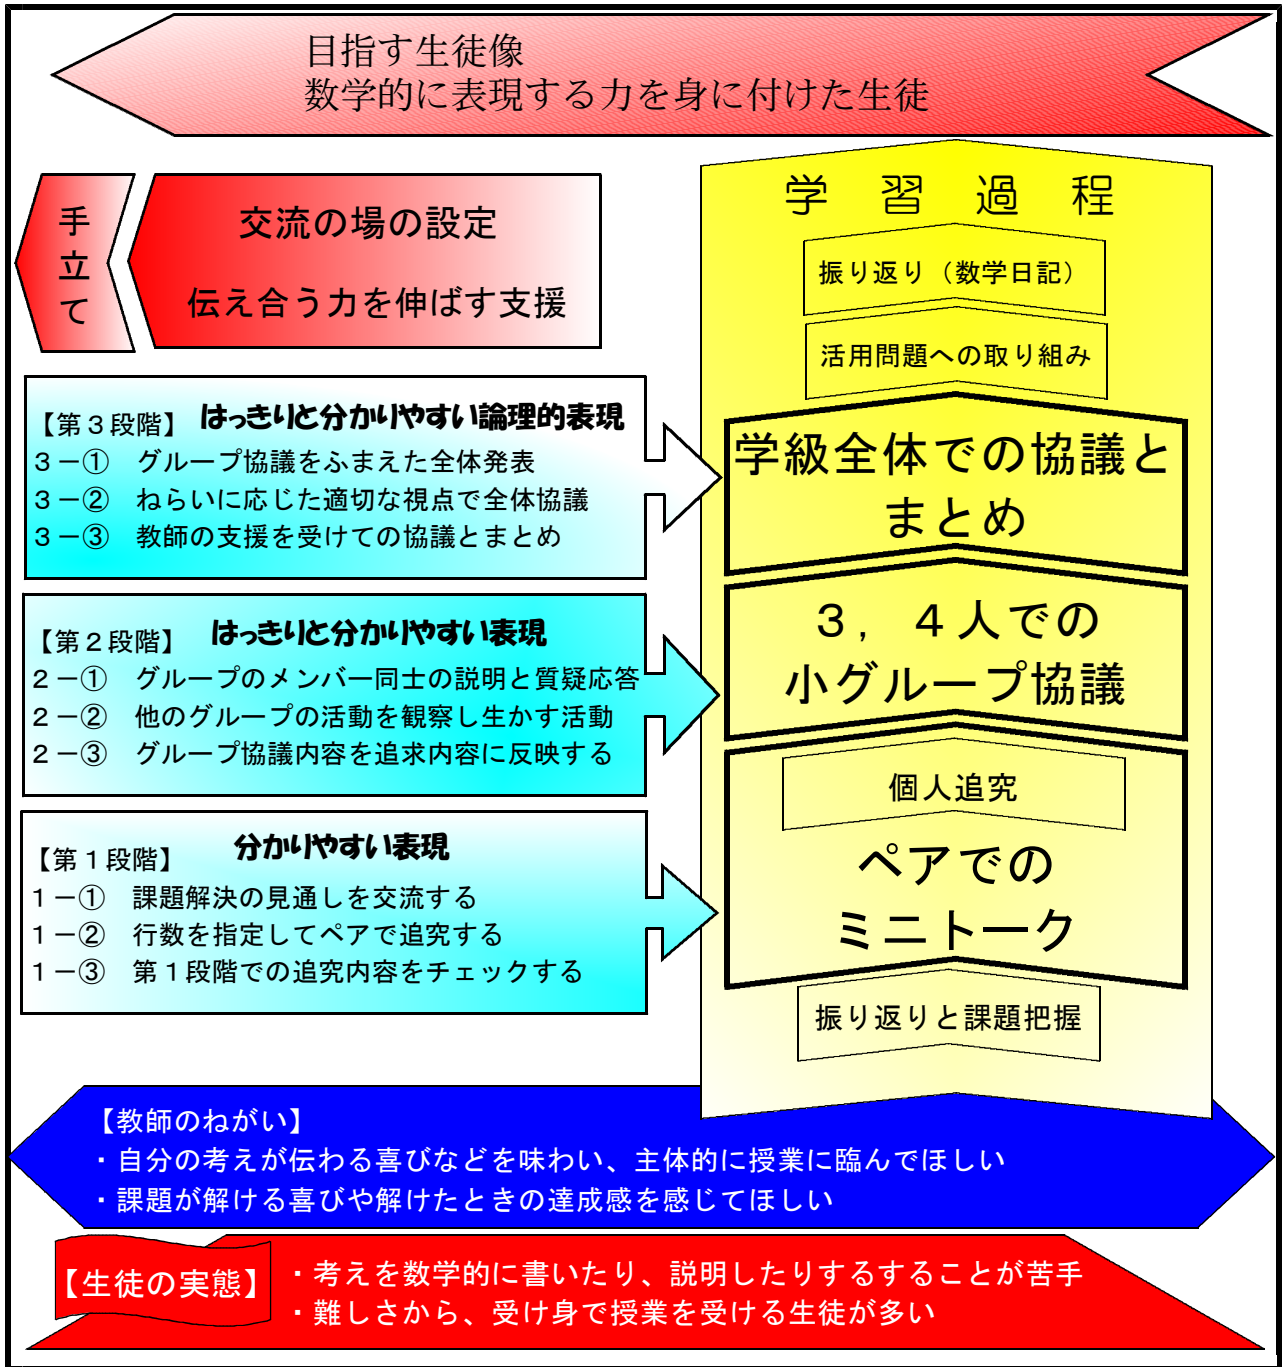 目指す生徒像
数学的に表現する力を身に付けた生徒
手立て
交流の場の設定
伝え合う力を伸ばす支援
学習過程
振り返り（数学日記）
活用問題への取り組み
学級全体での協議と
まとめ
３，４人での
小グループ協議
個人追究
ペアでの
ミニトーク
振り返りと課題把握
【第３段階】 はっきりと分かりやすい論理的表現
３－①　グループ協議をふまえた全体発表
３－②　ねらいに応じた適切な視点で全体協議
３－③　教師の支援を受けての協議とまとめ
【第２段階】 はっきりと分かりやすい表現
２－①　グループのメンバー同士の説明と質疑応答
２－②　他のグループの活動を観察し生かす活動
２－③　グループ協議内容を追求内容に反映する
【第１段階】 分かりやすい表現
１－①　課題解決の見通しを交流する
１－②　行数を指定してペアで追究する
１－③　第１段階での追究内容をチェックする
【教師のねがい】
・自分の考えが伝わる喜びなどを味わい、主体的に授業に臨んでほしい
・課題が解ける喜びや解けたときの達成感を感じてほしい
【生徒の実態】
・考えを数学的に書いたり、説明したりするすることが苦手
・難しさから、受け身で授業を受ける生徒が多い